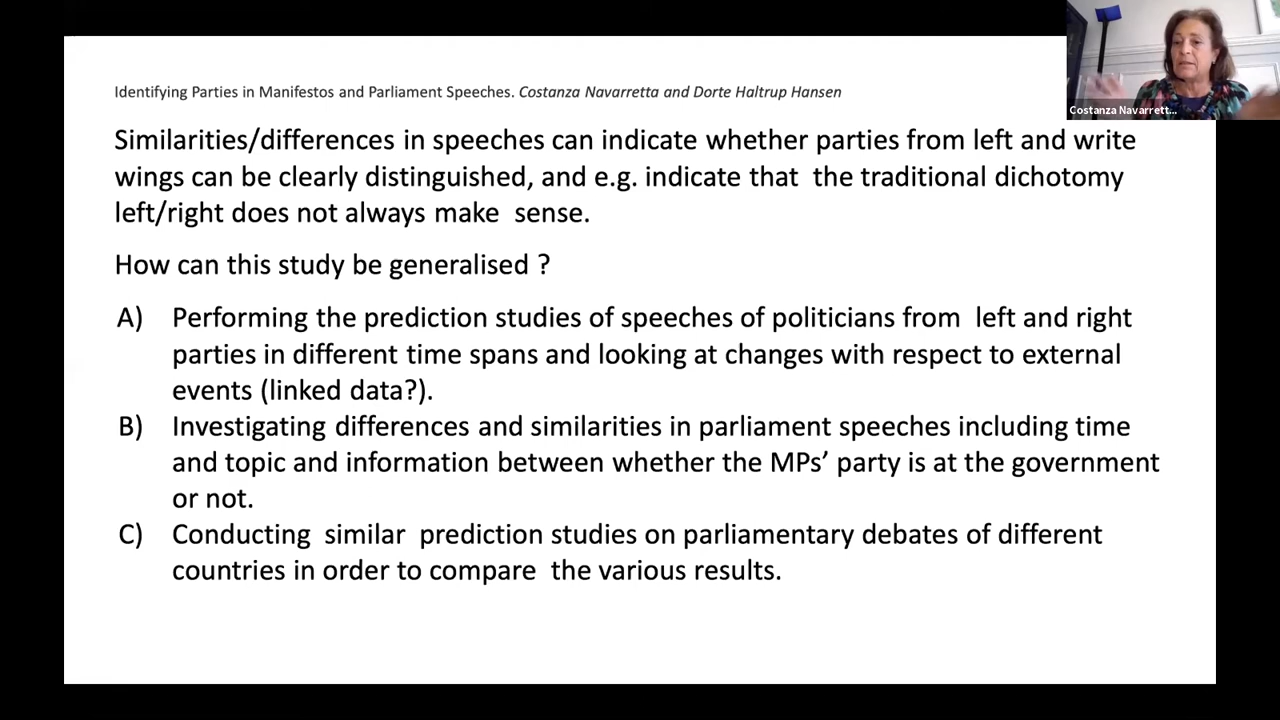 Identifying Parties in Manifestos and Parliament Speeches. Costanza Navarretta and Dorte Haltrup Hansen
Costanza Navarrett...
Similarities/differences in speeches can indicate whether parties from left and write
wings can be clearly distinguished, and e.g. indicate that the traditional dichotomy
left/right does not always make sense.
How can this study be generalised ?
A) Performing the prediction studies of speeches of politicians from left and right
parties in different time spans and looking at changes with respect to external
events (linked data?).
B) Investigating differences and similarities in parliament speeches including time
and topic and information between whether the MPs’ party is at the government
or not.
C) Conducting similar prediction studies on parliamentary debates of different
countries in order to compare the various results.